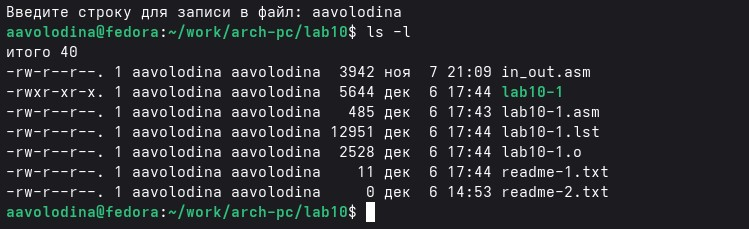 Введите строку для записи в файл: aavolodina
aavolodina@fedora:~/work/arch-pc/lab10$ ls -l
итого 40
-rw-r--r--. 1 aavolodina aavolodina  3942 ноя  7 21:09 in_out.asm
-rwxr-xr-x. 1 aavolodina aavolodina  5644 дек  6 17:44 lab10-1
-rw-r--r--. 1 aavolodina aavolodina   485 дек  6 17:43 lab10-1.asm
-rw-r--r--. 1 aavolodina aavolodina 12951 дек  6 17:44 lab10-1.lst
-rw-r--r--. 1 aavolodina aavolodina  2528 дек  6 17:44 lab10-1.o
-rw-r--r--. 1 aavolodina aavolodina    11 дек  6 17:44 readme-1.txt
-rw-r--r--. 1 aavolodina aavolodina     0 дек  6 14:53 readme-2.txt
aavolodina@fedora:~/work/arch-pc/lab10$